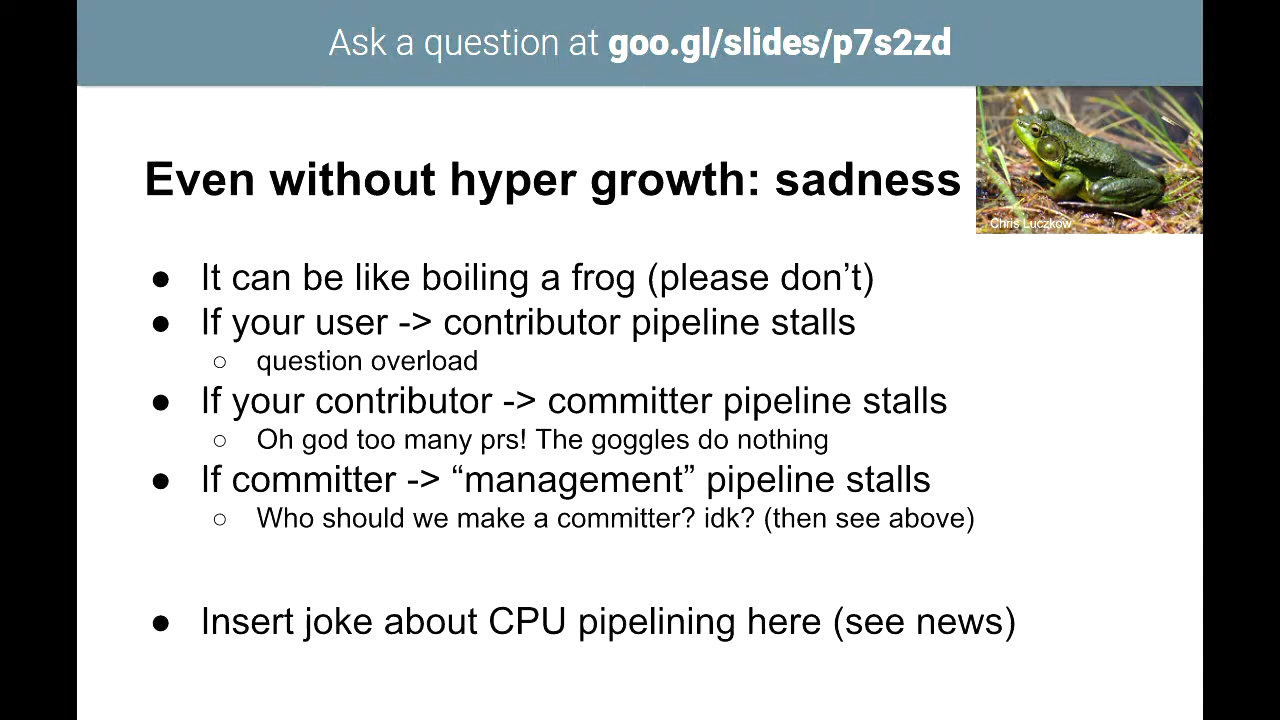 Ask a question at goo.gl/slides/p7s2zd
Even without hyper growth: sadness
Chris Luczkow
● It can be like boiling a frog (please don’t)
● If your user -> contributor pipeline stalls
○ question overload
● If your contributor -> committer pipeline stalls
○ Oh god too many prs! The goggles do nothing
● If committer -> “management” pipeline stalls
○ Who should we make a committer? idk? (then see above)
● Insert joke about CPU pipelining here (see news)